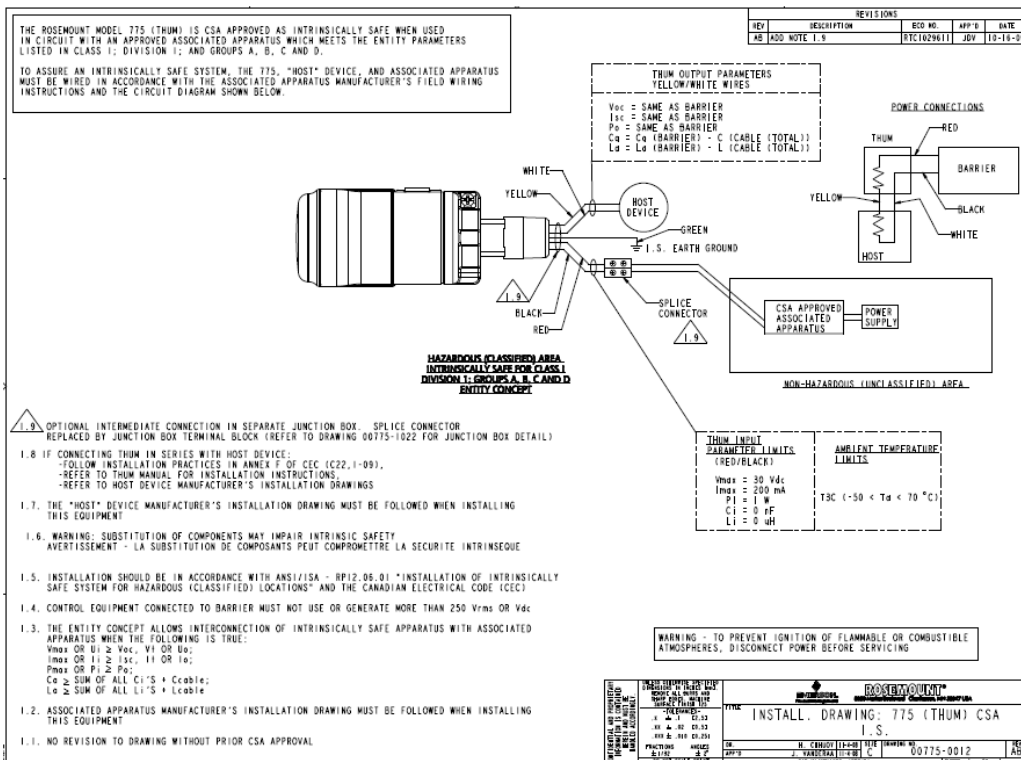 THE ROSEMOUNT MODEL 775 (THUM) IS CSA APPROVED AS INTRINSICALLY SAFE WHEN USED
IN CIRCUIT WITH AN APPROVED ASSOCIATED APPARATUS WHICH MEETS THE ENTITY PARAMETERS
LISTED IN CLASS I; DIVISION 1; AND GROUPS A, B, C AND D.
TO ASSURE AN INTRINSICALLY SAFE SYSTEM, THE 775, "HOST" DEVICE, AND ASSOCIATED APPARATUS
MUST BE WIRED IN ACCORDANCE WITH THE ASSOCIATED APPARATUS MANUFACTURER'S FIELD WIRING
INSTRUCTIONS AND THE CIRCUIT DIAGRAM SHOWN BELOW.
REVISIONS
REV DESCRIPTION ECO NO. APP'D DATE
AB ADD NOTE 1.9 RTC1029611 JDV
THUM OUTPUT PARAMETERS
YELLOW/WHITE WIRES
Voc = SAME AS BARRIER
Isc = SAME AS BARRIER
Po = SAME AS BARRIER
Ca = Ca (BARRIER) - C (CABLE (TOTAL))
La = La (BARRIER) - L (CABLE (TOTAL))
POWER CONNECTIONS
RED
THUM
BARRIER
YELLOW
BLACK
WHITE
HOST
WHITE
YELLOW
HOST
DEVICE
GREEN
I.S. EARTH GROUND
1.9
BLACK
RED
SPLICE
CONNECTOR
1.9
CSA APPROVED
ASSOCIATED
APPARATUS
POWER
SUPPLY
NON-HAZARDOUS (UNCLASSIFIED) AREA
HAZARDOUS (CLASSIFIED) AREA
INTRINSICALLY SAFE FOR CLASS I
DIVISION 1; GROUPS A, B, C AND D
ENTITY CONCEPT
1.9 OPTIONAL INTERMEDIATE CONNECTION IN SEPARATE JUNCTION BOX. SPLICE CONNECTOR
REPLACED BY JUNCTION BOX TERMINAL BLOCK (REFER TO DRAWING 00775-1022 FOR JUNCTION BOX DETAIL)
1.8 IF CONNECTING THUM IN SERIES WITH HOST DEVICE:
-FOLLOW INSTALLATION PRACTICES IN ANNEX F OF CEC (C22.1-09),
-REFER TO THUM MANUAL FOR INSTALLATION INSTRUCTIONS,
-REFER TO HOST DEVICE MANUFACTURER'S INSTALLATION DRAWINGS
1.7. THE "HOST" DEVICE MANUFACTURER'S INSTALLATION DRAWING MUST BE FOLLOWED WHEN INSTALLING
THIS EQUIPMENT
1.6. WARNING: SUBSTITUTION OF COMPONENTS MAY IMPAIR INTRINSIC SAFETY
AVERTISSEMENT - LA SUBSTITUTION DE COMPOSANTS PEUT COMPROMETTRE LA SECURITE INTRINSEQUE
1.5. INSTALLATION SHOULD BE IN ACCORDANCE WITH ANSI/ISA - RP12.06.01 "INSTALLATION OF INTRINSICALLY
SAFE SYSTEM FOR HAZARDOUS (CLASSIFIED) LOCATIONS" AND THE CANADIAN ELECTRICAL CODE (CEC)
1.4. CONTROL EQUIPMENT CONNECTED TO BARRIER MUST NOT USE OR GENERATE MORE THAN 250 Vrms OR Vdc
1.3. THE ENTITY CONCEPT ALLOWS INTERCONNECTION OF INTRINSICALLY SAFE APPARATUS WITH ASSOCIATED
APPARATUS WHEN THE FOLLOWING IS TRUE:
Vmax OR Ui ≥ Voc, Vt OR Uo;
Imax OR Ii ≥ Isc, It OR Io;
Pmax OR Pi ≥ Po;
Ca ≥ SUM OF ALL Ci'S + Ccable;
La ≥ SUM OF ALL Li'S + Lcable
1.2. ASSOCIATED APPARATUS MANUFACTURER'S INSTALLATION DRAWING MUST BE FOLLOWED WHEN INSTALLING
THIS EQUIPMENT
1.1. NO REVISION TO DRAWING WITHOUT PRIOR CSA APPROVAL
THUM INPUT
PARAMETER LIMITS
(RED/BLACK)
Vmax = 30 Vdc
Imax = 200 mA
Pi = 1 W
Ci = 0 nF
Li = 0 uH
AMBIENT TEMPERATURE
LIMITS
T3C (-50 < Ta < 70 °C)
WARNING - TO PREVENT IGNITION OF FLAMMABLE OR COMBUSTIBLE
ATMOSPHERES, DISCONNECT POWER BEFORE SERVICING
EMERSON
ROSEMOUNT
TITLE
INSTALL. DRAWING: 775 (THUM) CSA
I.S.
SIZE
C
DRAWING NO.
00775-0012
REV
AB